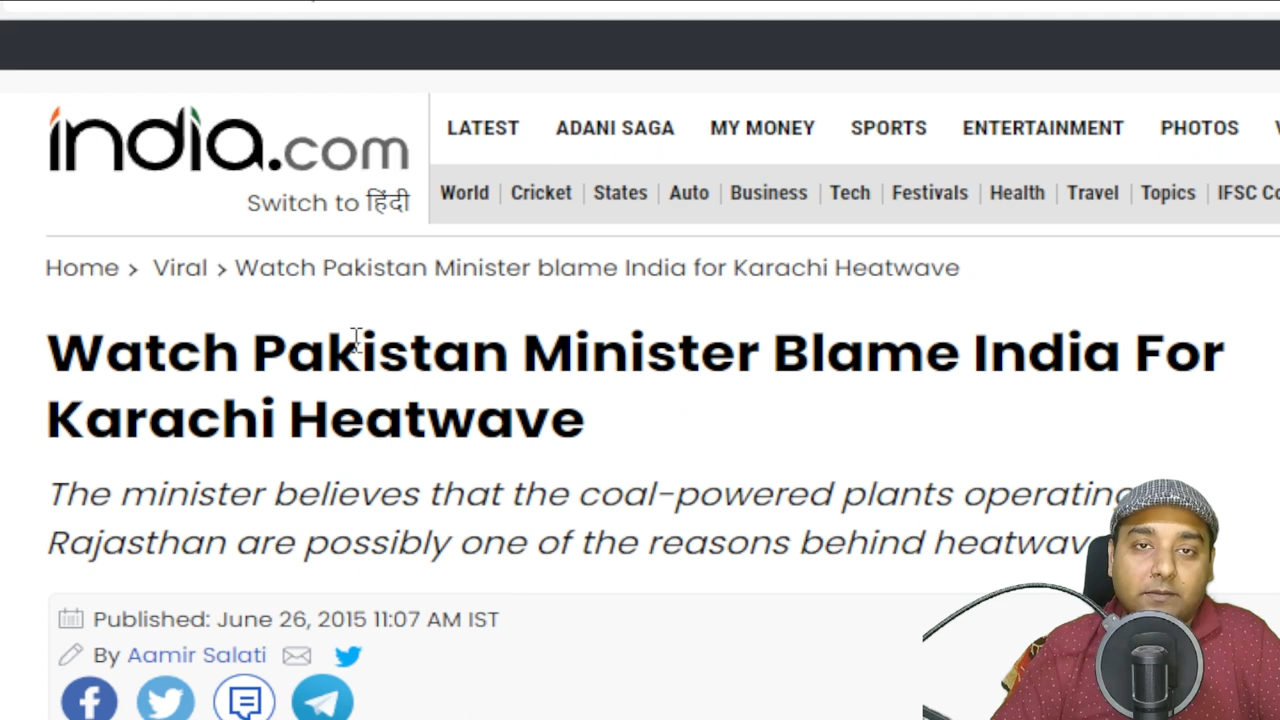 india.com
Switch to हिंदी
LATEST ADANI SAGA MY MONEY SPORTS ENTERTAINMENT PHOTOS
World | Cricket | States | Auto | Business | Tech | Festivals | Health | Travel | Topics | IFSC
Home > Viral > Watch Pakistan Minister blame India for Karachi Heatwave
Watch Pakistan Minister Blame India For
Karachi Heatwave
The minister believes that the coal-powered plants operating
Rajasthan are possibly one of the reasons behind
Published: June 26, 2015 11:07 AM IST
By Aamir Salati